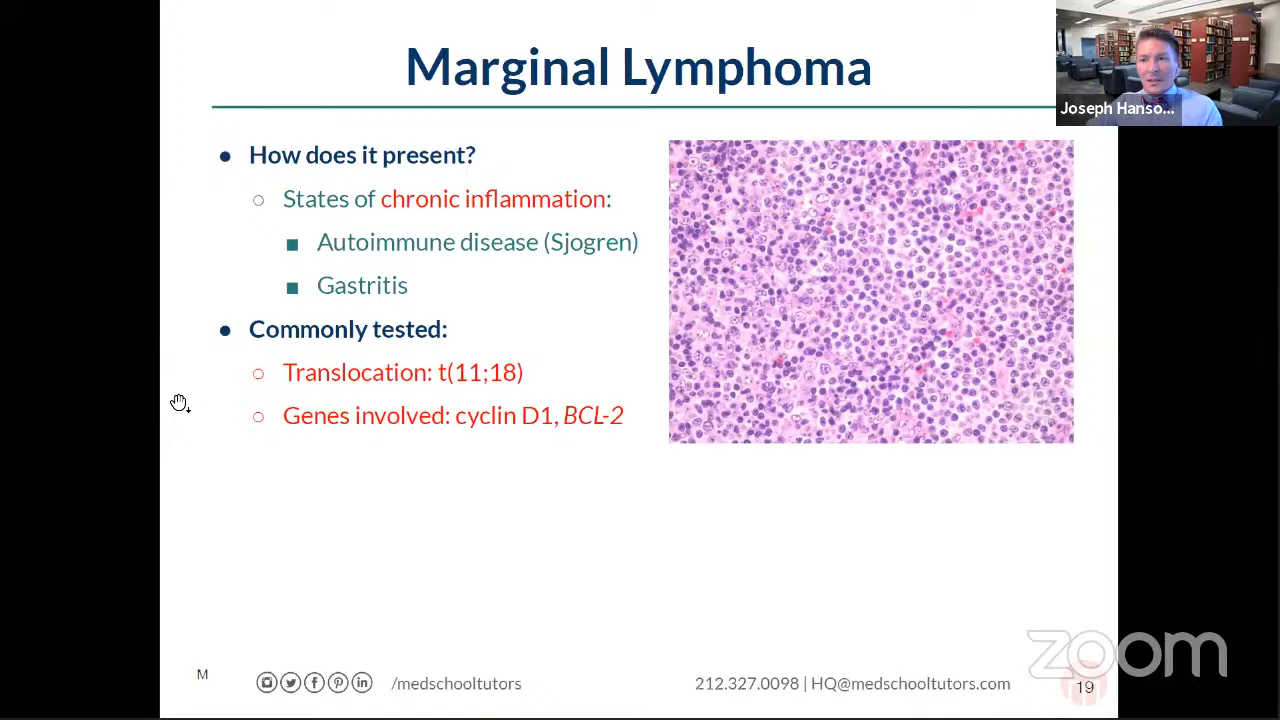 Marginal Lymphoma
Joseph Hanso...
● How does it present?
○ States of chronic inflammation:
■ Autoimmune disease (Sjogren)
■ Gastritis
● Commonly tested:
○ Translocation: t(11;18)
○ Genes involved: cyclin D1, BCL-2
M
/medschooltutors
212.327.0098 | HQ@medschooltutors.com
19
zoom